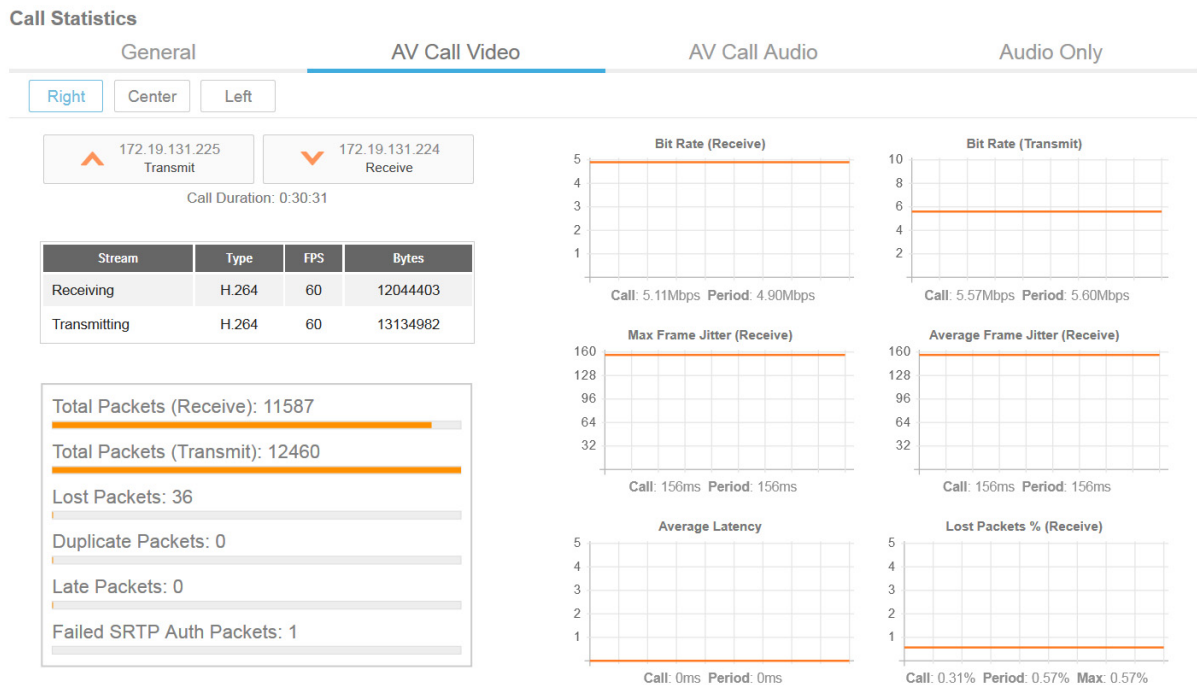 Call Statistics
General AV Call Video AV Call Audio Audio Only
Right Center Left
172.19.131.225
Transmit
172.19.131.224
Receive
Call Duration: 0:30:31
Stream Type FPS Bytes
Receiving H.264 60 12044403
Transmitting H.264 60 13134982
Total Packets (Receive): 11587
Total Packets (Transmit): 12460
Lost Packets: 36
Duplicate Packets: 0
Late Packets: 0
Failed SRTP Auth Packets: 1
Bit Rate (Receive)
5
4
3
2
1
Call: 5.11Mbps Period: 4.90Mbps
Bit Rate (Transmit)
10
8
6
4
2
Call: 5.57Mbps Period: 5.60Mbps
Max Frame Jitter (Receive)
160
128
96
64
32
Call: 156ms Period: 156ms
Average Frame Jitter (Receive)
160
128
96
64
32
Call: 156ms Period: 156ms
Average Latency
5
4
3
2
1
Call: 0ms Period: 0ms
Lost Packets % (Receive)
5
4
3
2
1
Call: 0.31% Period: 0.57% Max: 0.57%